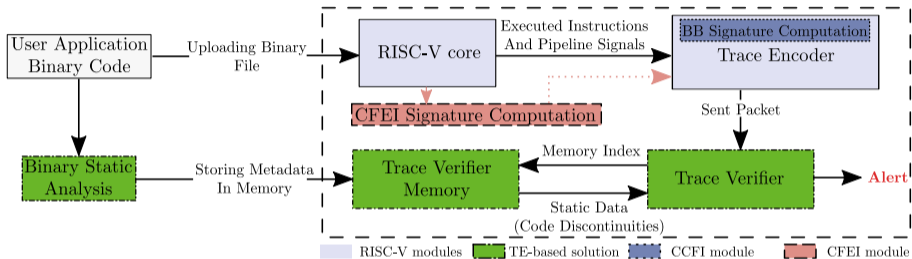 User Application
Binary Code
Uploading Binary
File
RISC-V core
Executed Instructions
And Pipeline Signals
BB Signature Computation
Trace Encoder
CFEI Signature Computation
Sent Packet
Binary Static
Analysis
Storing Metadata
In Memory
Trace Verifier
Memory
Memory Index
Static Data
(Code Discontinuities)
Trace Verifier
Alert
RISC-V modules
TE-based solution
CCFI module
CFEI module